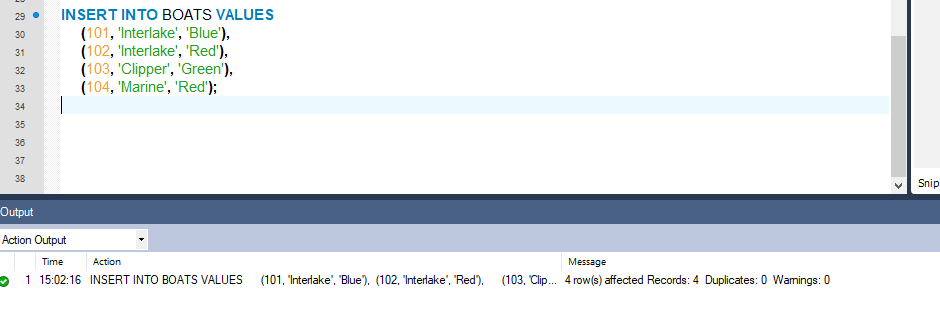 29 INSERT INTO BOATS VALUES
30 (101, 'Interlake', 'Blue'),
31 (102, 'Interlake', 'Red'),
32 (103, 'Clipper', 'Green'),
33 (104, 'Marine', 'Red');
34
35
36
37
38
Snip
Output
Action Output
Time Action Message
1 15:02:16 INSERT INTO BOATS VALUES (101, 'Interlake', 'Blue'), (102, 'Interlake', 'Red'), (103, 'Clip... 4 row(s) affected Records: 4 Duplicates: 0 Warnings: 0